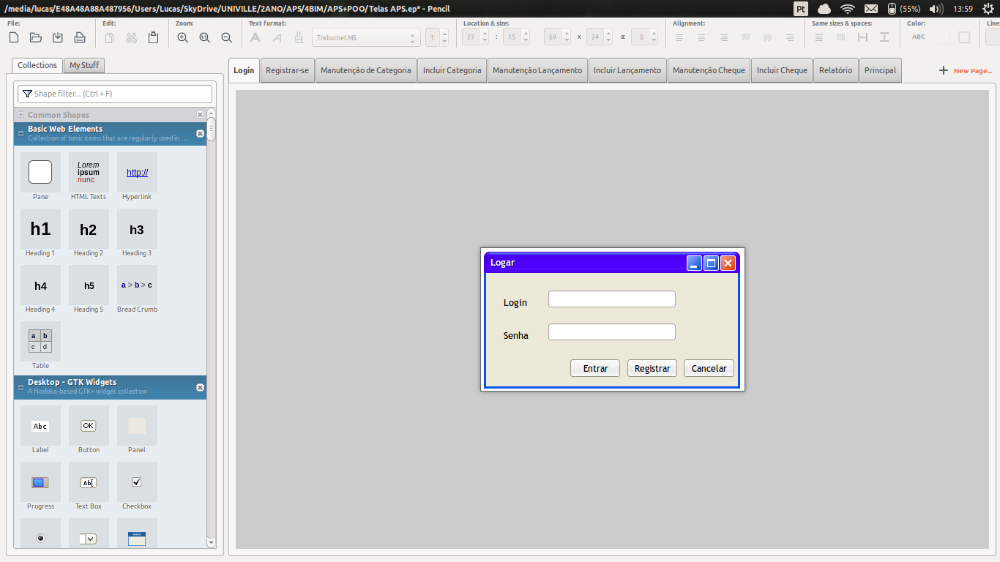 /media/lucas/E48A48A88A487956/Users/Lucas/SkyDrive/UNIVILLE/2ANO/APS/4BIM/APS+POO/Telas APS.ep* - Pencil
Pt (55%) 13:59
File: Edit: Zoom: Text format: Location & size: Alignment: Same sizes & spaces: Color: Line:
Trebuchet MS 1 27 : 15 69 x 24 a: 0 ABC
Collections My Stuff
Login Registrar-se Manutenção de Categoria Incluir Categoria Manutenção Lançamento Incluir Lançamento Manutenção Cheque Incluir Cheque Relatório Principal New Page...
Shape filter... (Ctrl + F)
Common Shapes
Basic Web Elements
Collection of basic items that are regularly used in ...
Lorem
ipsum
nunc
http://
Pane HTML Texts Hyperlink
h1 h2 h3
Heading 1 Heading 2 Heading 3
h4 h5 a > b > c
Heading 4 Heading 5 Bread Crumb
a b
c d
Table
Desktop - GTK Widgets
A Nodoka-based GTK+ widget collection
Abc OK
Label Button Panel
Ab
Progress Text Box Checkbox
Logar
Login
Senha
Entrar Registrar Cancelar